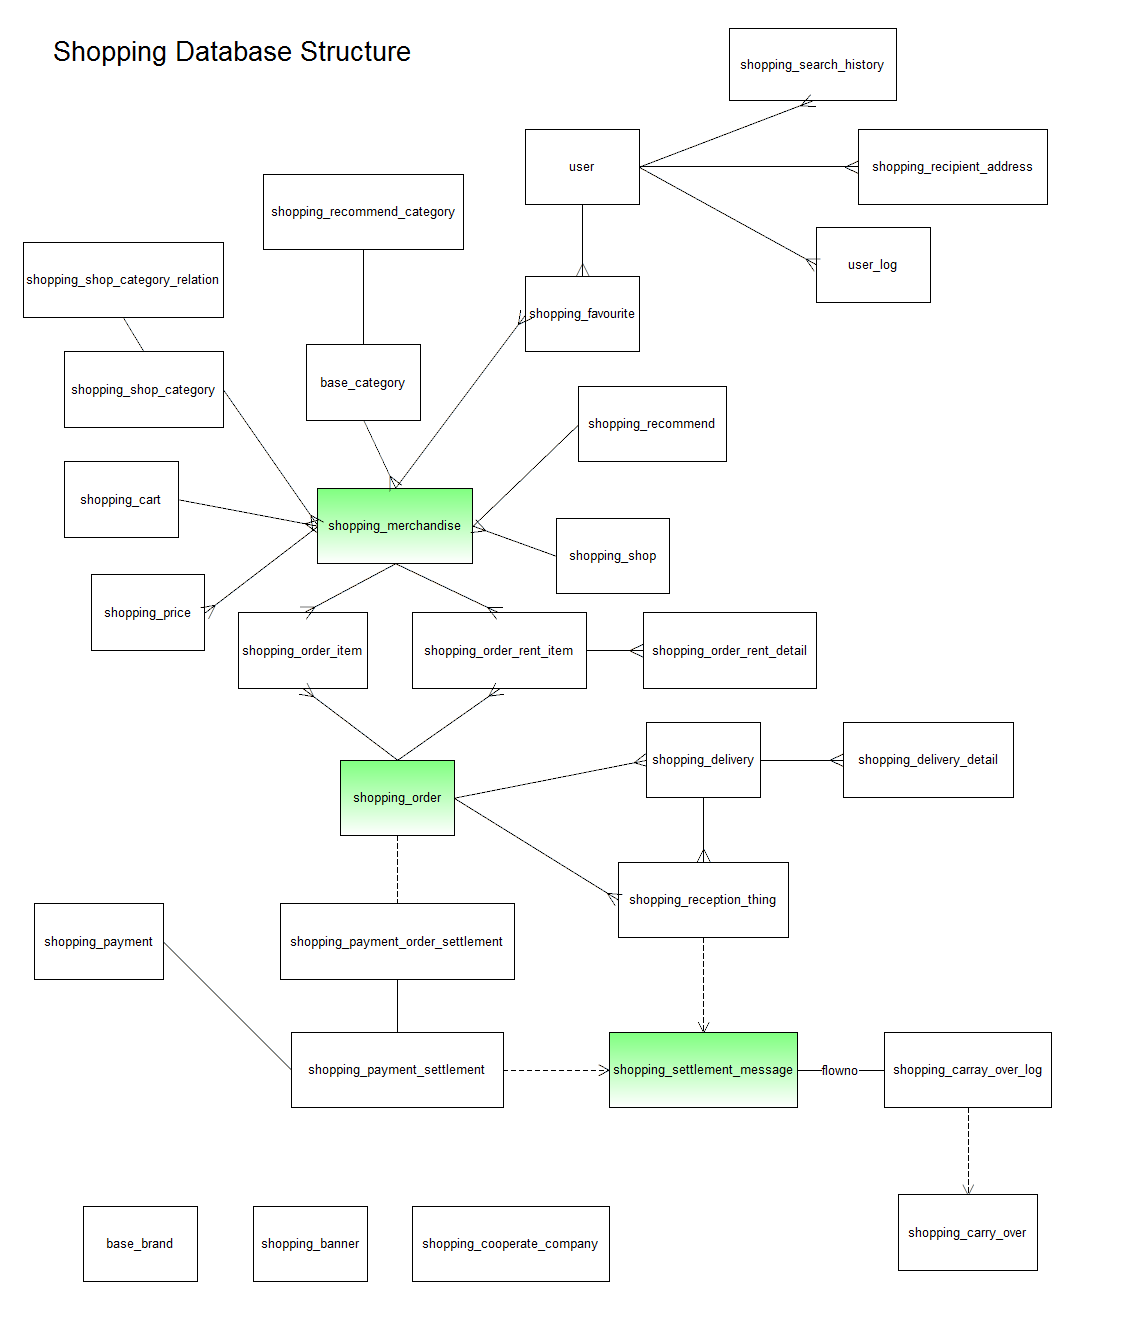 Shopping Database Structure
shopping_search_history
user
shopping_recipient_address
shopping_recommend_category
user_log
shopping_shop_category_relation
shopping_favourite
base_category
shopping_shop_category
shopping_recommend
shopping_cart
shopping_merchandise
shopping_shop
shopping_price
shopping_order_item
shopping_order_rent_item
shopping_order_rent_detail
shopping_delivery
shopping_delivery_detail
shopping_order
shopping_reception_thing
shopping_payment
shopping_payment_order_settlement
shopping_payment_settlement
shopping_settlement_message
flowno
shopping_carray_over_log
shopping_carry_over
base_brand
shopping_banner
shopping_cooperate_company